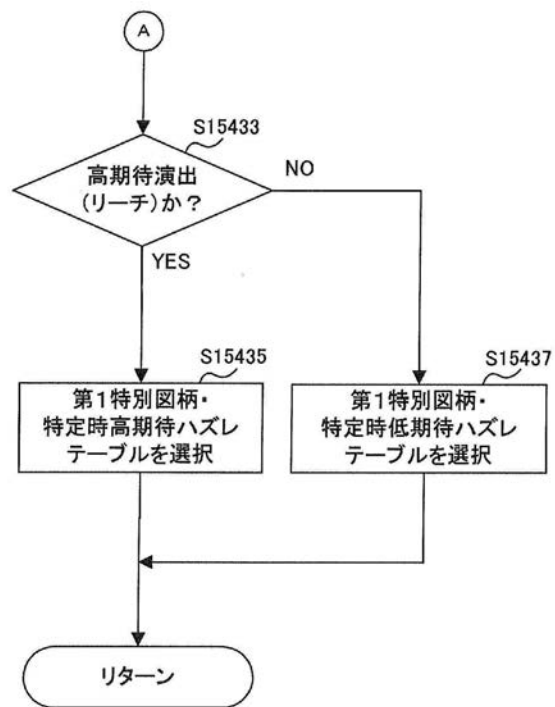 A
S15433
高期待演出
(リーチ)か？
NO
YES
S15435
第1特別図柄・
特定時高期待ハズレ
テーブルを選択
S15437
第1特別図柄・
特定時低期待ハズレ
テーブルを選択
リターン